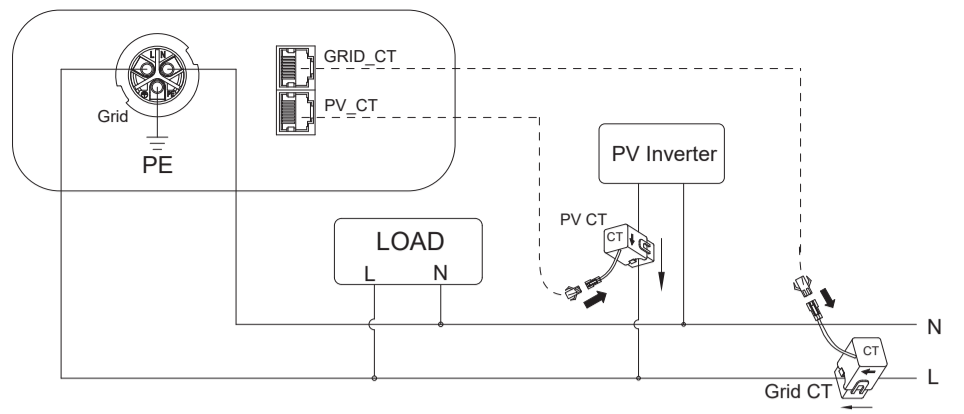 GRID_CT
L N
Grid
PV_CT
PE
PV Inverter
PV CT
CT
LOAD
L N
N
CT
L
Grid CT